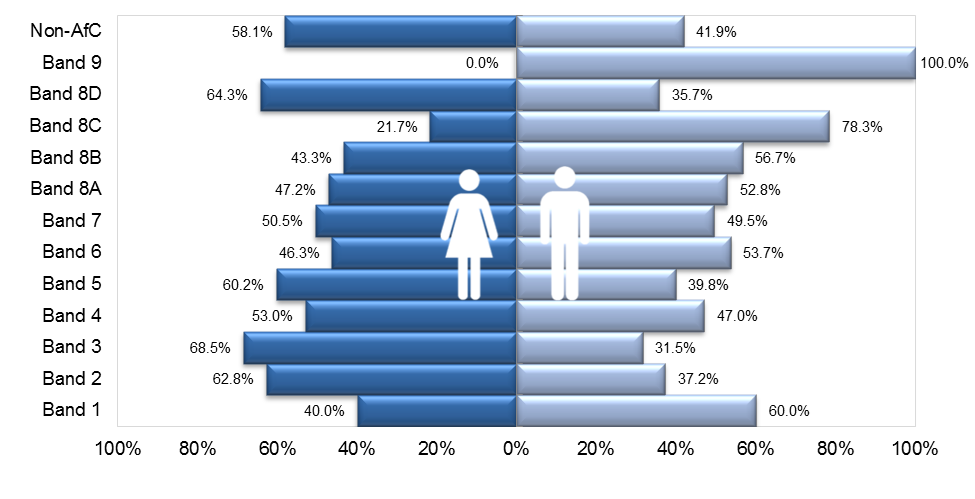 Non-AfC 58.1% 41.9%
Band 9 0.0% 100.0%
Band 8D 64.3% 35.7%
Band 8C 21.7% 78.3%
Band 8B 43.3% 56.7%
Band 8A 47.2% 52.8%
Band 7 50.5% 49.5%
Band 6 46.3% 53.7%
Band 5 60.2% 39.8%
Band 4 53.0% 47.0%
Band 3 68.5% 31.5%
Band 2 62.8% 37.2%
Band 1 40.0% 60.0%
100% 80% 60% 40% 20% 0% 20% 40% 60% 80% 100%